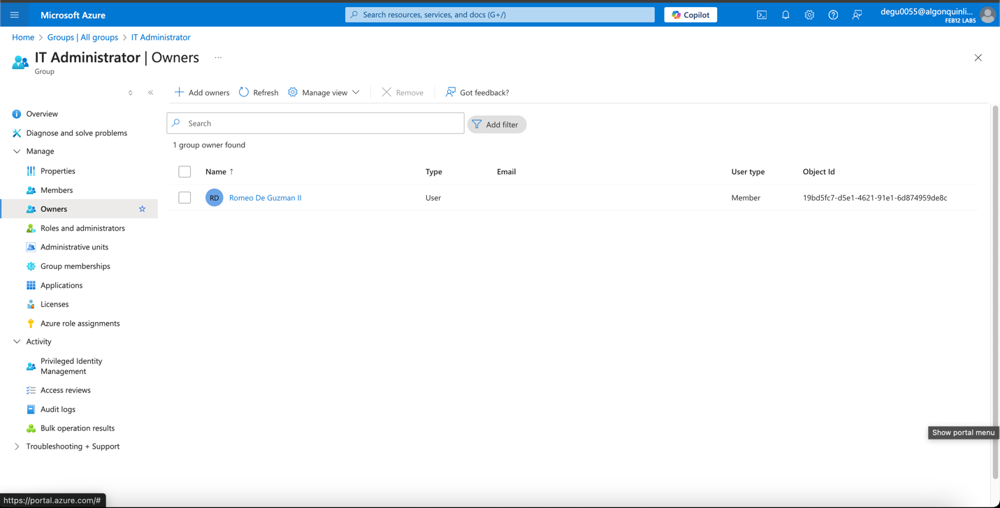 Microsoft Azure
Search resources, services, and docs (G+/)
Copilot
degu0055@algonquinli...
FEB12 LABS
Home > Groups | All groups > IT Administrator
IT Administrator | Owners ...
Group
Add owners Refresh Manage view Remove Got feedback?
Overview
Diagnose and solve problems
Manage
Properties
Members
Owners
Roles and administrators
Administrative units
Group memberships
Applications
Licenses
Azure role assignments
Activity
Privileged Identity
Management
Access reviews
Audit logs
Bulk operation results
Troubleshooting + Support
Search
Add filter
1 group owner found
Name ↑ Type Email User type Object Id
RD Romeo De Guzman II User Member 19bd5fc7-d5e1-4621-91e1-6d874959de8c
Show portal menu
https://portal.azure.com/#